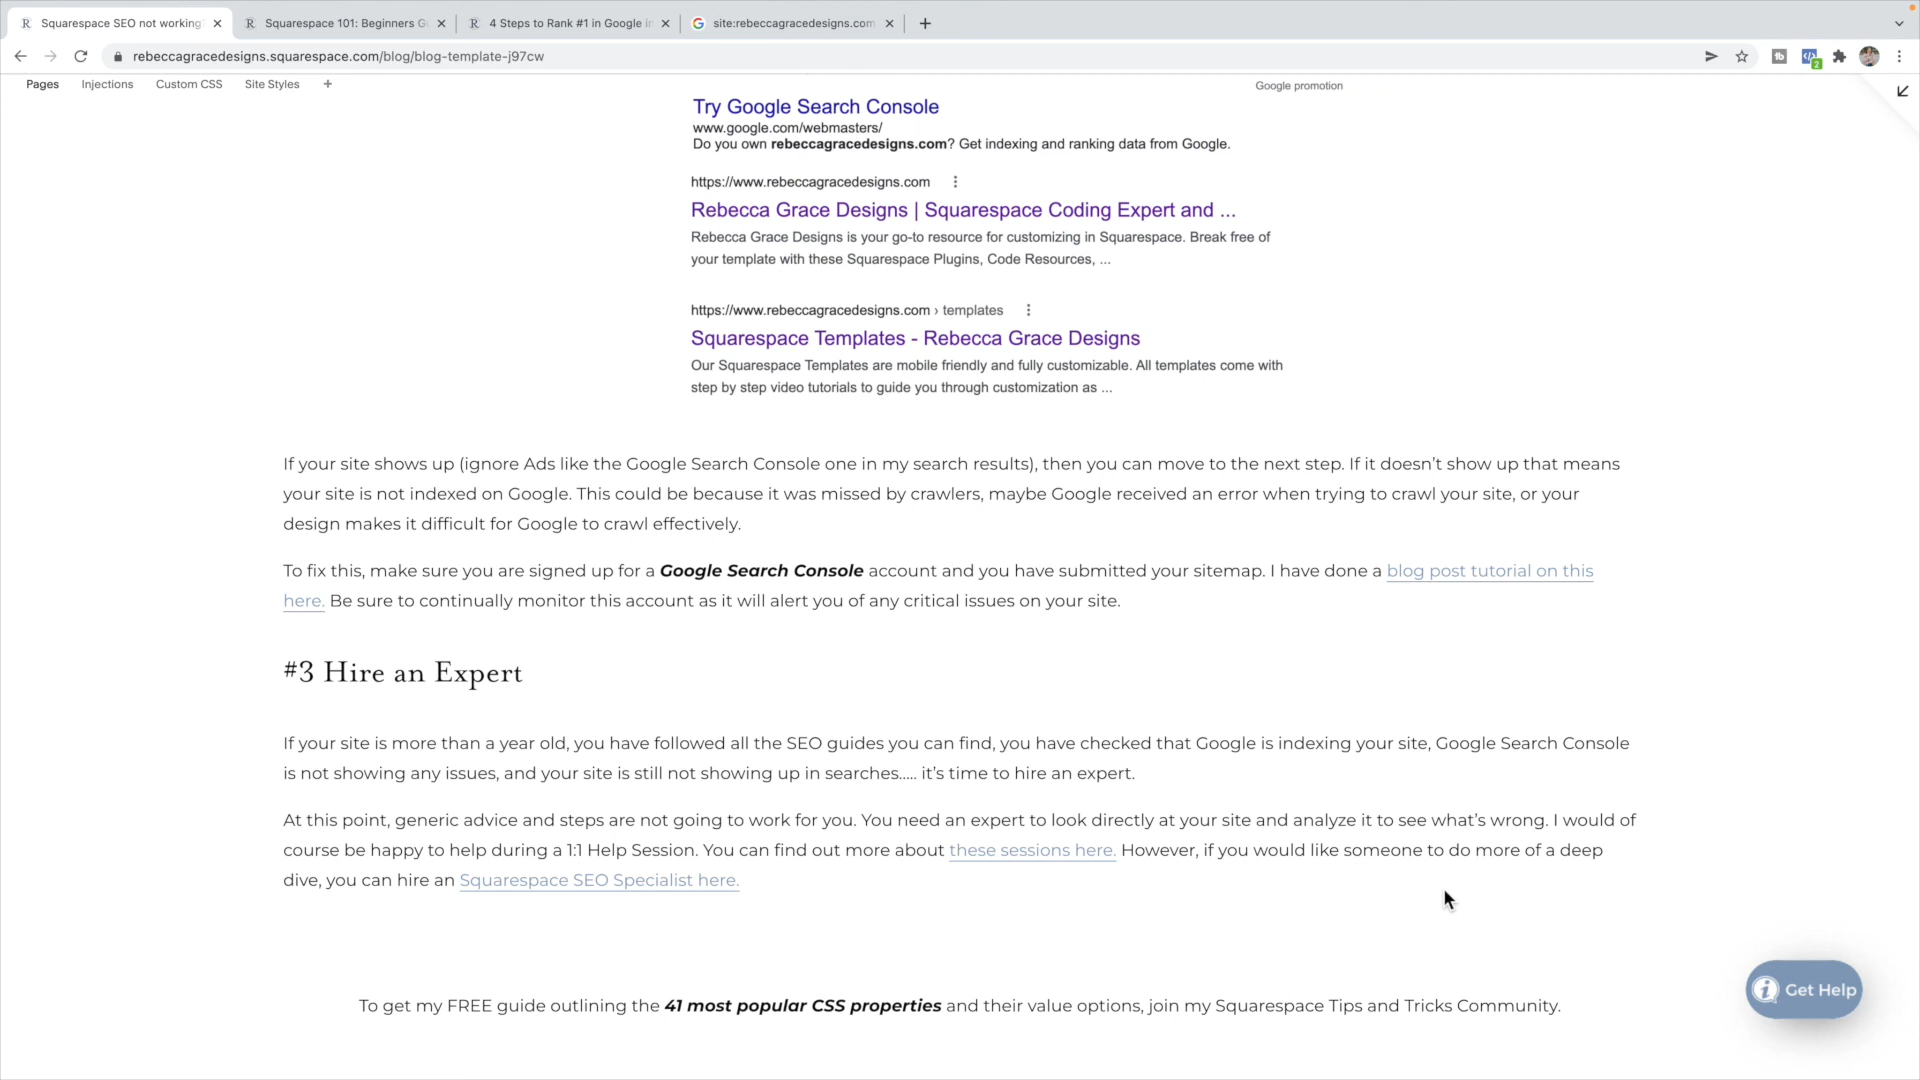 Squarespace SEO not working
Squarespace 101: Beginners G
4 Steps to Rank #1 in Google in
site:rebeccagracedesigns.com
rebeccagracedesigns.squarespace.com/blog/blog-template-j97cw
2
Pages
Injections
Custom CSS
Site Styles
Google promotion
Try Google Search Console
www.google.com/webmasters/
Do you own rebeccagracedesigns.com? Get indexing and ranking data from Google.
https://www.rebeccagracedesigns.com
Rebecca Grace Designs | Squarespace Coding Expert and ...
Rebecca Grace Designs is your go-to resource for customizing in Squarespace. Break free of
your template with these Squarespace Plugins, Code Resources, ...
https://www.rebeccagracedesigns.com › templates
Squarespace Templates - Rebecca Grace Designs
Our Squarespace Templates are mobile friendly and fully customizable. All templates come with
step by step video tutorials to guide you through customization as ...
If your site shows up (ignore Ads like the Google Search Console one in my search results), then you can move to the next step. If it doesn't show up that means
your site is not indexed on Google. This could be because it was missed by crawlers, maybe Google received an error when trying to crawl your site, or your
design makes it difficult for Google to crawl effectively.
To fix this, make sure you are signed up for a Google Search Console account and you have submitted your sitemap. I have done a blog post tutorial on this
here. Be sure to continually monitor this account as it will alert you of any critical issues on your site.
#3 Hire an Expert
If your site is more than a year old, you have followed all the SEO guides you can find, you have checked that Google is indexing your site, Google Search Console
is not showing any issues, and your site is still not showing up in searches..... it's time to hire an expert.
At this point, generic advice and steps are not going to work for you. You need an expert to look directly at your site and analyze it to see what's wrong. I would of
course be happy to help during a 1:1 Help Session. You can find out more about these sessions here. However, if you would like someone to do more of a deep
dive, you can hire an Squarespace SEO Specialist here.
Get Help
To get my FREE guide outlining the 41 most popular CSS properties and their value options, join my Squarespace Tips and Tricks Community.